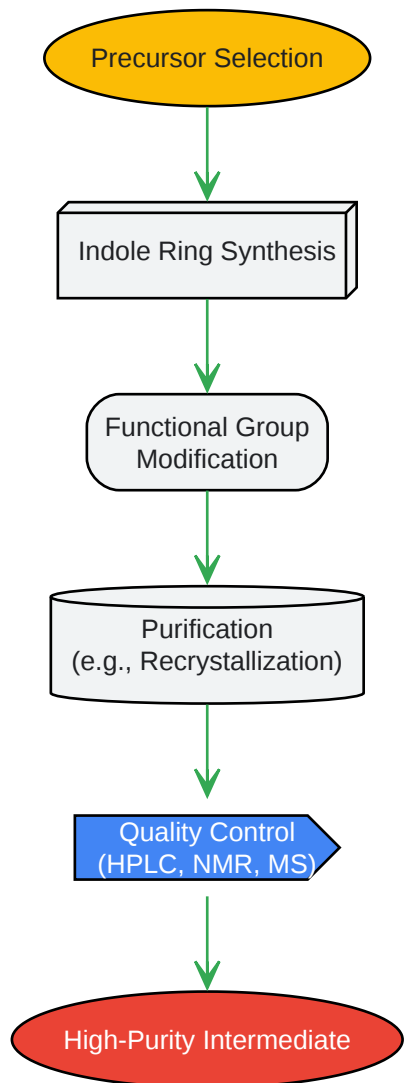 Precursor Selection
Indole Ring Synthesis
Functional Group
Modification
Purification
(e.g., Recrystallization)
Quality Control
(HPLC, NMR, MS)
High-Purity Intermediate